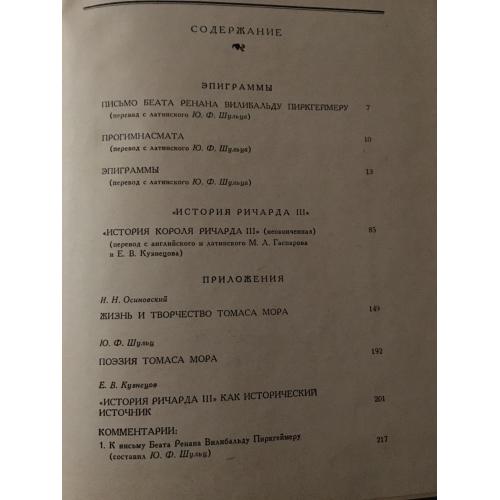 СОДЕРЖАНИЕ
ЭПИГРАММЫ
ПИСЬМО БЕАТА РЕНАНА ВИЛИБАЛЬДУ ПИРКГЕЙМЕРУ 7
(перевод с латинского Ю. Ф. Шульца)
ПРОГИМНАСМАТА 10
(перевод с латинского Ю. Ф. Шульца)
ЭПИГРАММЫ 13
(перевод с латинского Ю. Ф. Шульца)
«ИСТОРИЯ РИЧАРДА III»
«ИСТОРИЯ КОРОЛЯ РИЧАРДА III» (неоконченная) 85
(перевод с английского и латинского М. Л. Гаспарова
и Е. В. Кузнецова)
ПРИЛОЖЕНИЯ
И. Н. Осиновский
ЖИЗНЬ И ТВОРЧЕСТВО ТОМАСА МОРА 149
Ю. Ф. Шульц
ПОЭЗИЯ ТОМАСА МОРА 192
Е. В. Кузнецов
«ИСТОРИЯ РИЧАРДА III» КАК ИСТОРИЧЕСКИЙ
ИСТОЧНИК 201
КОММЕНТАРИИ:
1. К письму Беата Ренана Вилибальду Пиркгеймеру 217
(составил Ю. Ф. Шульц)